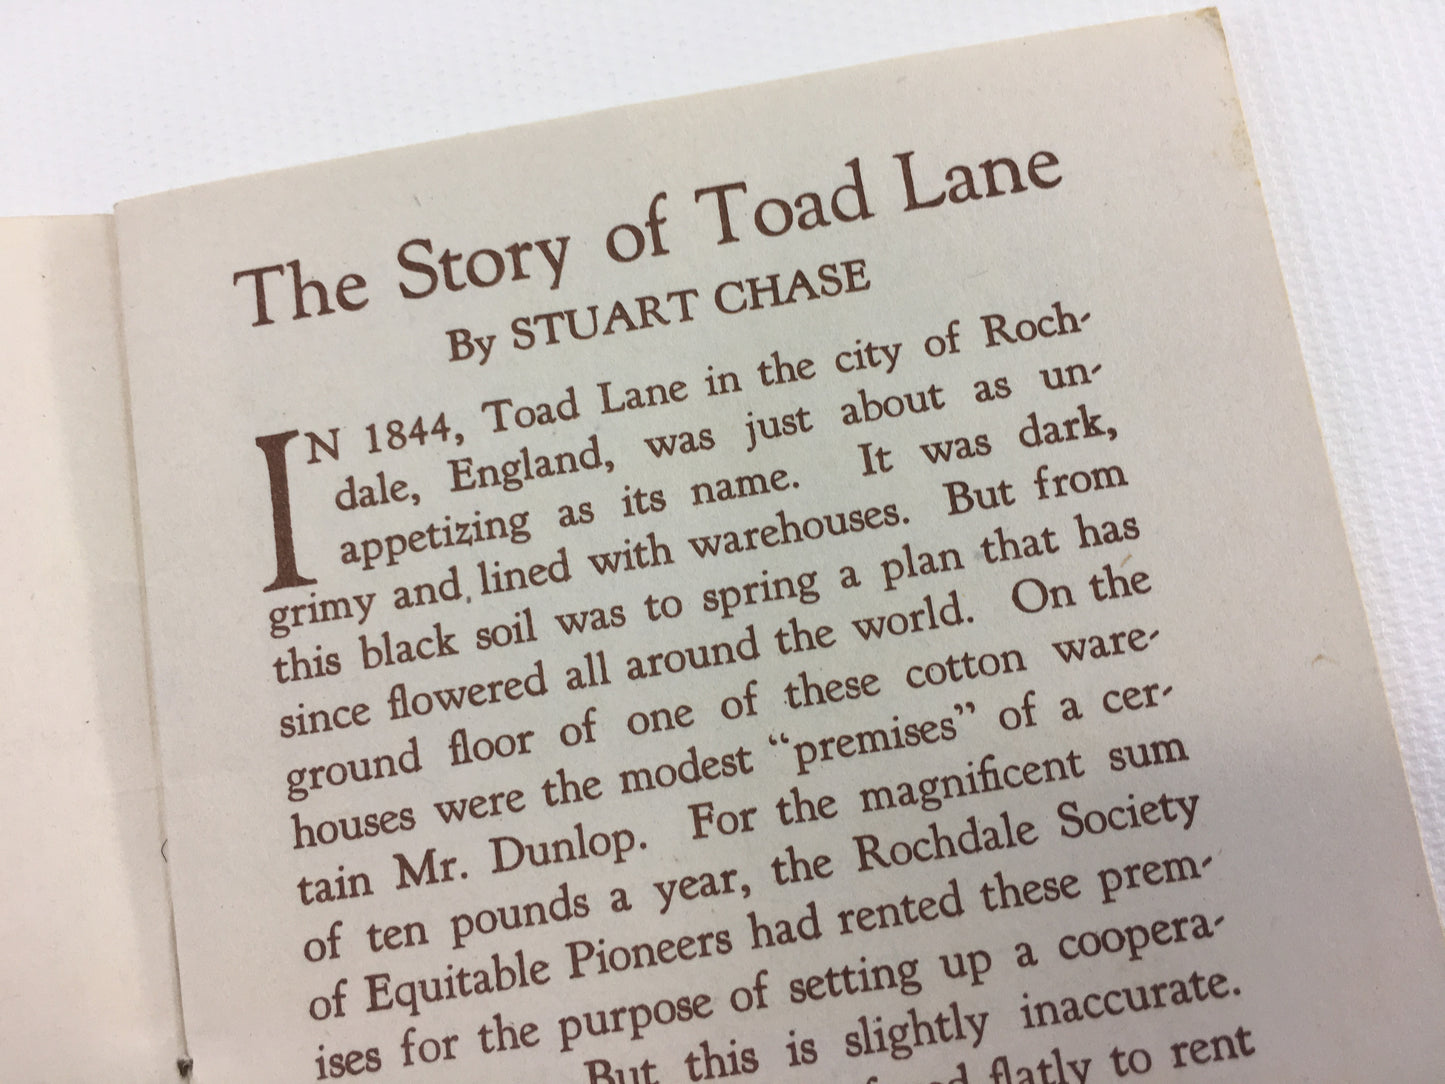 The Story of Toad Lane
By STUART CHASE
IN 1844, Toad Lane in the city of Roch-
dale, England, was just about as un-
appetizing as its name. It was dark,
grimy and lined with warehouses. But from
this black soil was to spring a plan that has
since flowered all around the world. On the
ground floor of one of these cotton ware-
houses were the modest “premises” of a cer-
tain Mr. Dunlop. For the magnificent sum
of ten pounds a year, the Rochdale Society
of Equitable Pioneers had rented these prem-
ises for the purpose of setting up a coopera-
But this is slightly inaccurate.
flatly to rent